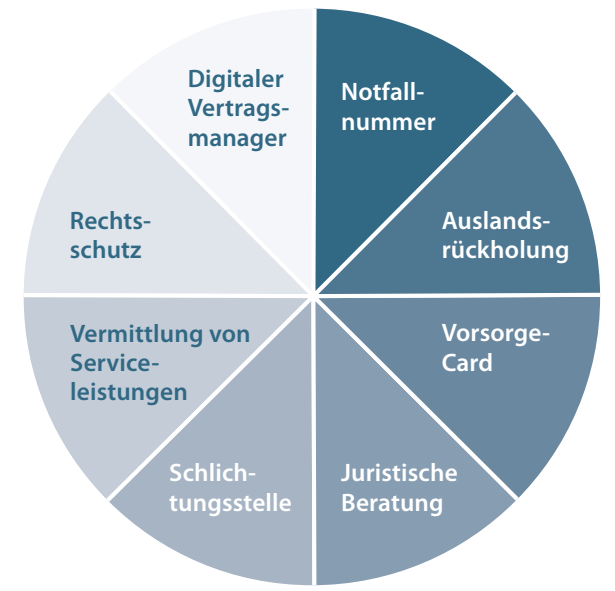 Notfall-
nummer
Auslands-
rückholung
Vorsorge-
Card
Juristische
Beratung
Schlich-
tungsstelle
Vermittlung von
Service-
leistungen
Rechts-
schutz
Digitaler
Vertrags-
manager